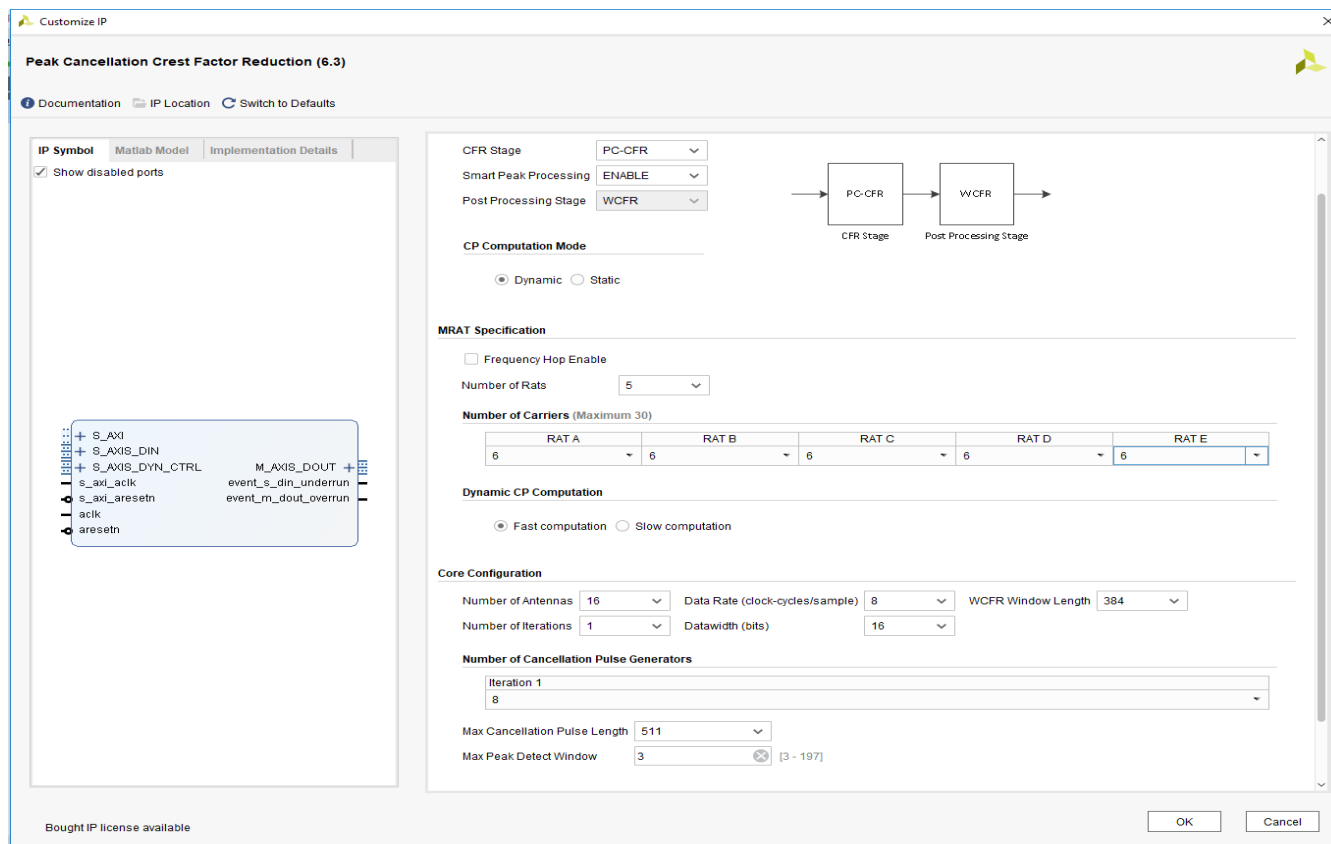 Customize IP
Peak Cancellation Crest Factor Reduction (6.3)
Documentation IP Location Switch to Defaults
IP Symbol Matlab Model Implementation Details
Show disabled ports
S_AXI
S_AXIS_DIN
S_AXIS_DYN_CTRL M_AXIS_DOUT
s_axi_aclk event_s_din_underrun
s_axi_aresetn event_m_dout_overrun
aclk
aresetn
CFR Stage PC-CFR
Smart Peak Processing ENABLE
Post Processing Stage WCFR
PC-CFR WCFR
CFR Stage Post Processing Stage
CP Computation Mode
Dynamic Static
MRAT Specification
Frequency Hop Enable
Number of Rats 5
Number of Carriers (Maximum 30)
RAT A RAT B RAT C RAT D RAT E
6 6 6 6 6
Dynamic CP Computation
Fast computation Slow computation
Core Configuration
Number of Antennas 16 Data Rate (clock-cycles/sample) 8 WCFR Window Length 384
Number of Iterations 1 Datawidth (bits) 16
Number of Cancellation Pulse Generators
Iteration 1
8
Max Cancellation Pulse Length 511
Max Peak Detect Window 3 [3 - 197]
Bought IP license available
OK Cancel